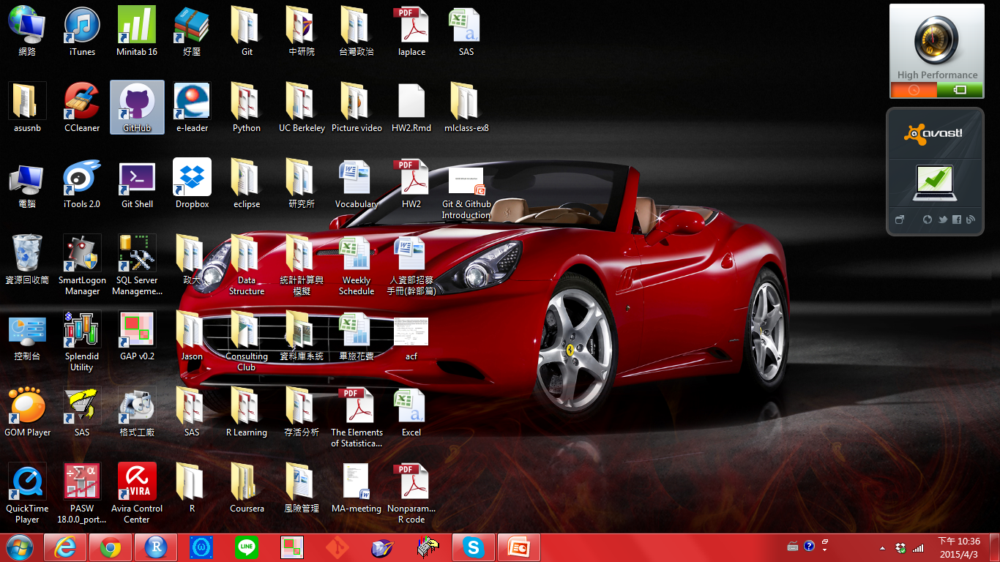 網路
iTunes
Minitab 16
好壓
Git
中研院
台灣政治
PDF
laplace
SAS
asusnb
CCleaner
GitHub
e-leader
Python
UC Berkeley
Picture video
HW2.Rmd
mlclass-ex8
電腦
iTools 2.0
Git Shell
Dropbox
eclipse
研究所
Vocabulary
PDF
HW2
Git & Github
Introduction
資源回收筒
SmartLogon
Manager
SQL Server
Manageme...
政大
Data
Structure
統計計算與
模擬
Weekly
Schedule
人資部招募
手冊(幹部篇)
控制台
Splendid
Utility
GAP v0.2
Jason
Consulting
Club
資料庫系統
畢旅花費
acf
GOM Player
SAS
格式工廠
SAS
R Learning
存活分析
PDF
The Elements
of Statistica...
Excel
QuickTime
Player
PASW
18.0.0_port...
AVIRA
Avira Control
Center
R
Coursera
風險管理
MA-meeting
PDF
Nonparam...
R code
High Performance
avast!
LINE
下午 10:36
2015/4/3